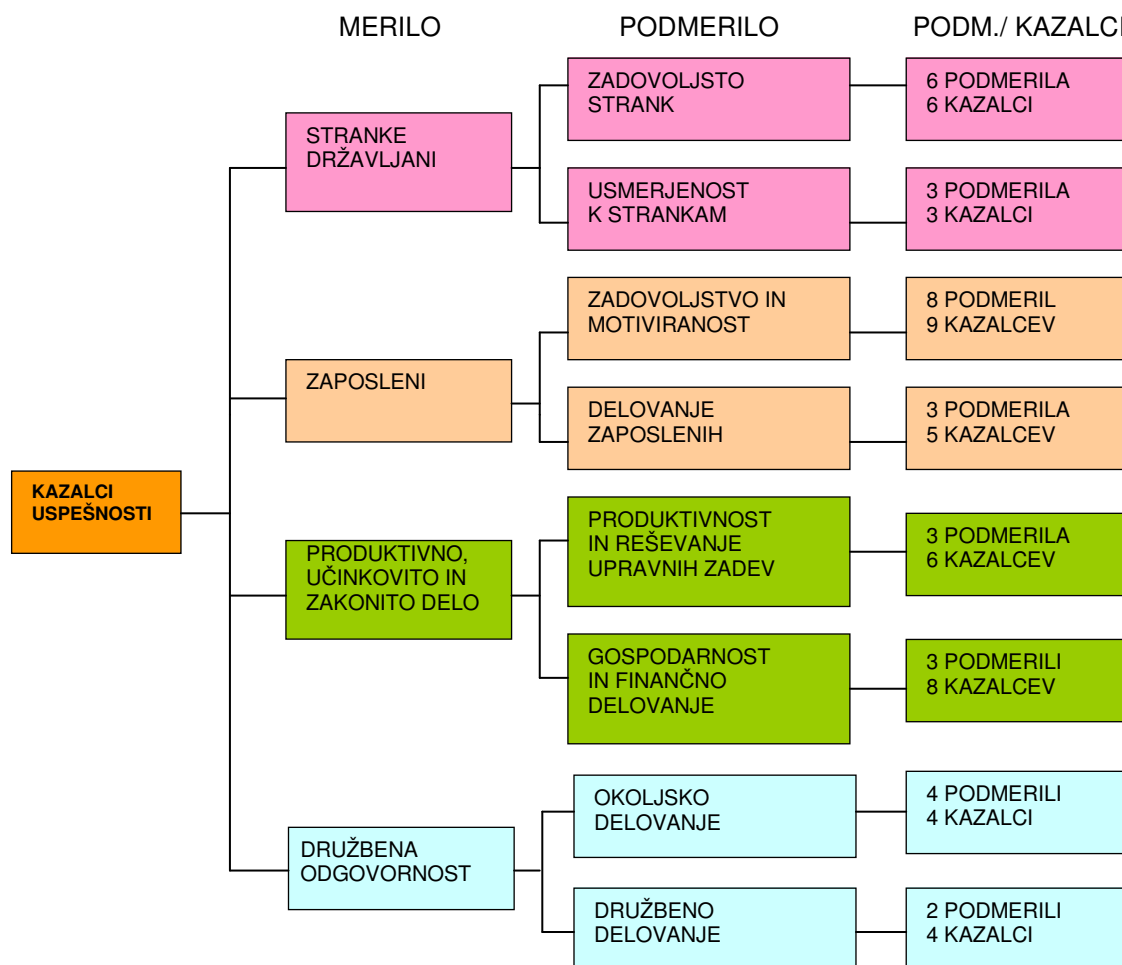 MERILO PODMERILO PODM./ KAZALCI
ZADOVOLJSTO
STRANK
6 PODMERILA
6 KAZALCI
STRANKE
DRŽAVLJANI
USMERJENOST
K STRANKAM
3 PODMERILA
3 KAZALCI
ZADOVOLJSTVO IN
MOTIVIRANOST
8 PODMERIL
9 KAZALCEV
ZAPOSLENI
DELOVANJE
ZAPOSLENIH
3 PODMERILA
5 KAZALCEV
KAZALCI
USPEŠNOSTI
PRODUKTIVNOST
IN REŠEVANJE
UPRAVNIH ZADEV
3 PODMERILA
6 KAZALCEV
PRODUKTIVNO,
UČINKOVITO IN
ZAKONITO DELO
GOSPODARNOST
IN FINANČNO
DELOVANJE
3 PODMERILI
8 KAZALCEV
OKOLJSKO
DELOVANJE
4 PODMERILI
4 KAZALCI
DRUŽBENA
ODGOVORNOST
DRUŽBENO
DELOVANJE
2 PODMERILI
4 KAZALCI